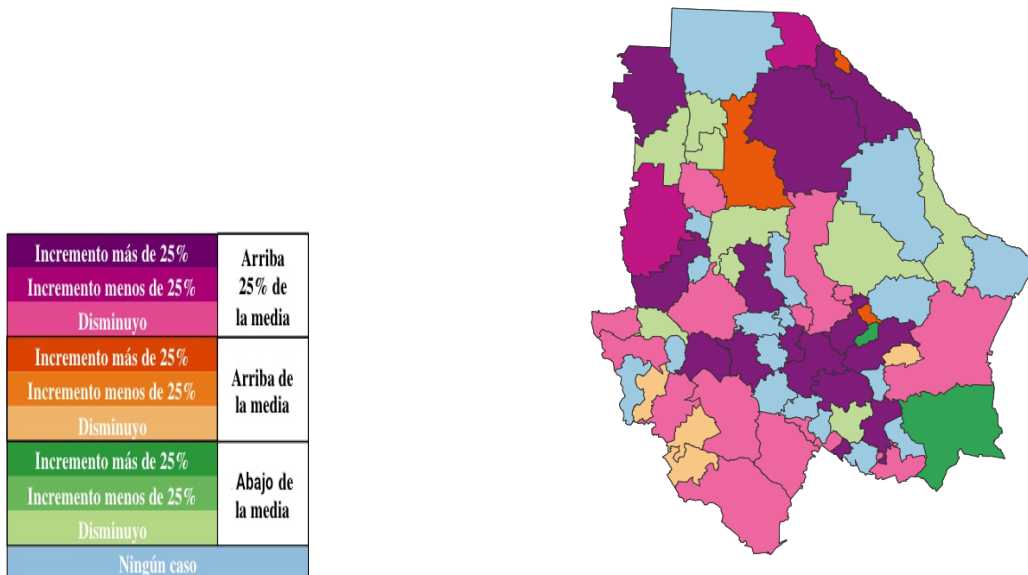 Incremento más de 25%
Incremento menos de 25%
Disminuyo
Arriba
25% de
la media
Incremento más de 25%
Incremento menos de 25%
Disminuyo
Arriba de
la media
Incremento más de 25%
Incremento menos de 25%
Disminuyo
Abajo de
la media
Ningún caso